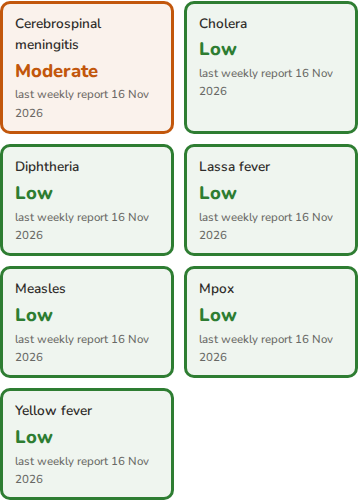 Cerebrospinal
meningitis
Moderate
last weekly report 16 Nov
2026
Cholera
Low
last weekly report 16 Nov
2026
Diphtheria
Low
last weekly report 16 Nov
2026
Lassa fever
Low
last weekly report 16 Nov
2026
Measles
Low
last weekly report 16 Nov
2026
Mpox
Low
last weekly report 16 Nov
2026
Yellow fever
Low
last weekly report 16 Nov
2026